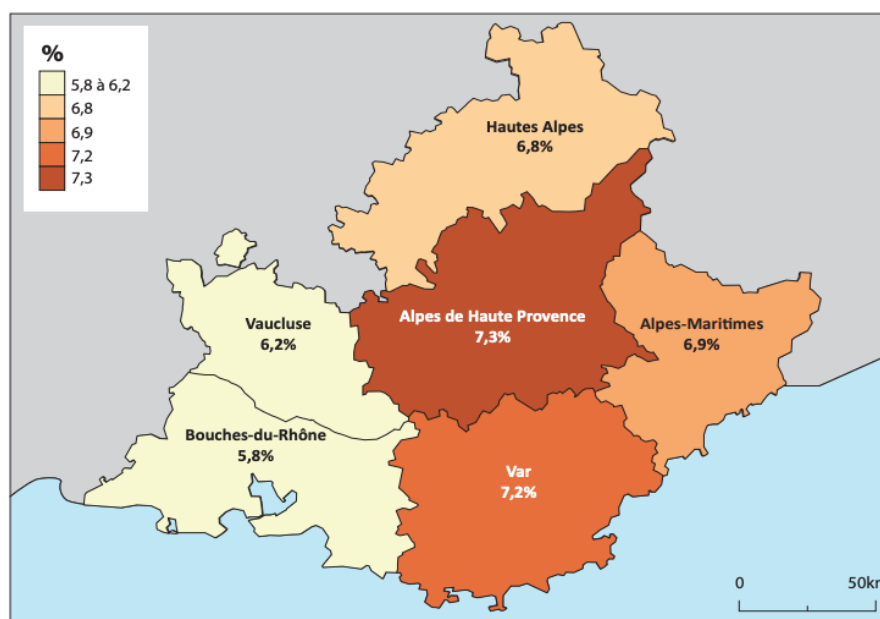 %
5,8 à 6,2
6,8
6,9
7,2
7,3
Hautes Alpes
6,8%
Alpes de Haute Provence
7,3%
Vaucluse
6,2%
Alpes-Maritimes
6,9%
Bouches-du-Rhône
5,8%
Var
7,2%
0 50km